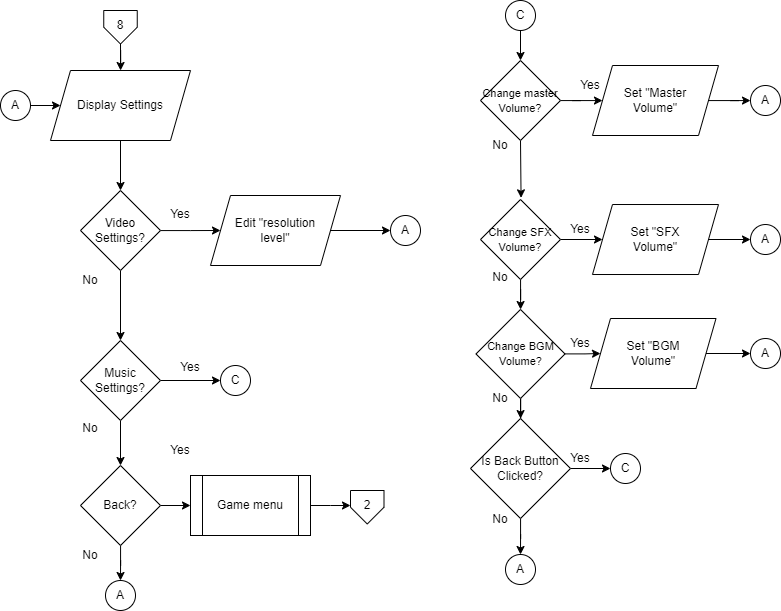 8
A
Display Settings
Video
Settings?
Yes
Edit "resolution
level"
A
No
Music
Settings?
Yes
C
No
Yes
Back?
Game menu
2
No
A
C
Change master
Volume?
Yes
Set "Master
Volume"
A
No
Change SFX
Volume?
Yes
Set "SFX
Volume"
A
No
Change BGM
Volume?
Yes
Set "BGM
Volume"
A
No
Is Back Button
Clicked?
Yes
C
No
A